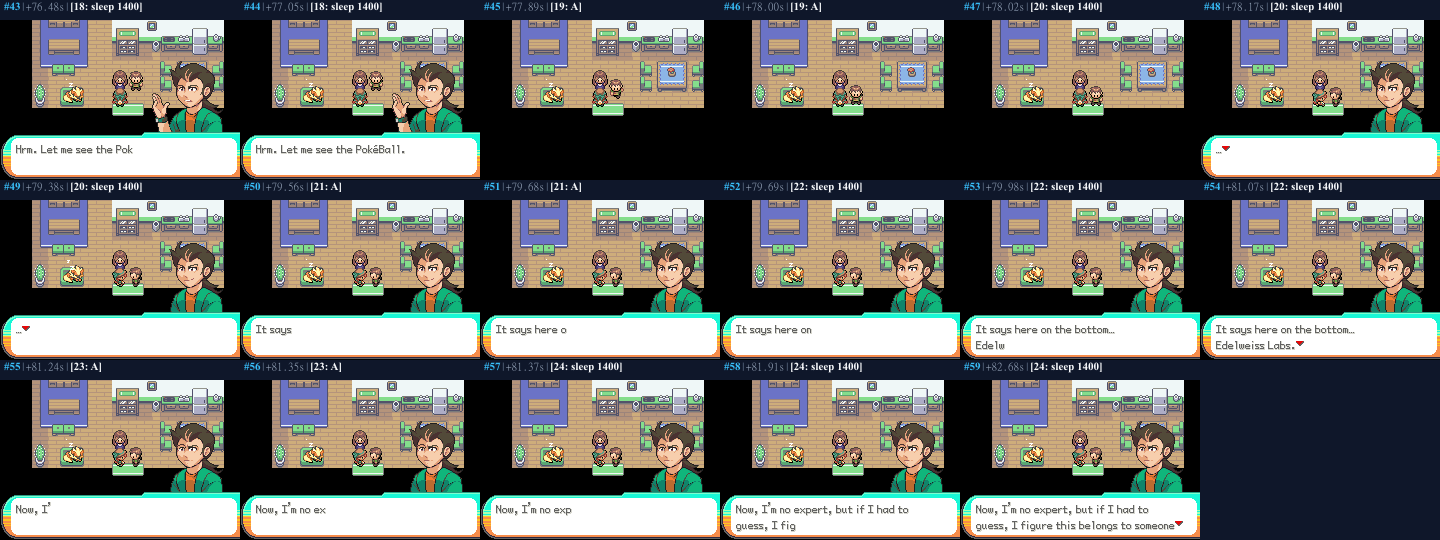 #43 | +76.48s | [18: sleep 1400]
Hrm. Let me see the Pok
#44 | +77.05s | [18: sleep 1400]
Hrm. Let me see the PokéBall.
#45 | +77.89s | [19: A]
#46 | +78.00s | [19: A]
#47 | +78.02s | [20: sleep 1400]
#48 | +78.17s | [20: sleep 1400]
…
#49 | +79.38s | [20: sleep 1400]
…
#50 | +79.56s | [21: A]
It says
#51 | +79.68s | [21: A]
It says here o
#52 | +79.69s | [22: sleep 1400]
It says here on
#53 | +79.98s | [22: sleep 1400]
It says here on the bottom…
Edelw
#54 | +81.07s | [22: sleep 1400]
It says here on the bottom…
Edelweiss Labs.
#55 | +81.24s | [23: A]
Now, I'
#56 | +81.35s | [23: A]
Now, I'm no ex
#57 | +81.37s | [24: sleep 1400]
Now, I'm no exp
#58 | +81.91s | [24: sleep 1400]
Now, I'm no expert, but if I had to
guess, I fig
#59 | +82.68s | [24: sleep 1400]
Now, I'm no expert, but if I had to
guess, I figure this belongs to someone